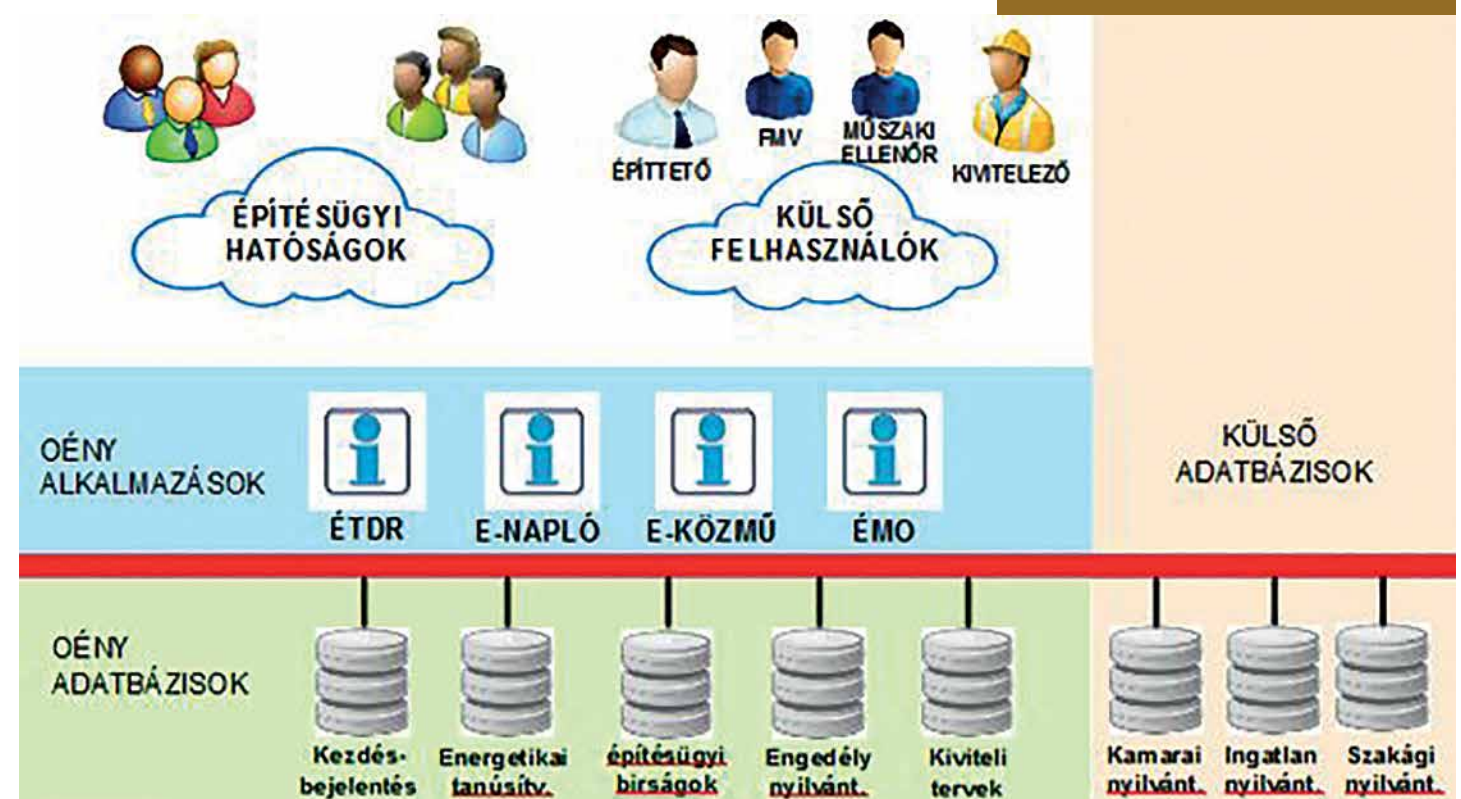 ÉPÍTTETŐ
FMV
MŰSZAKI
ELLENŐR
KIVITELEZŐ
ÉPÍTÉSÜGYI
HATÓSÁGOK
KÜLSŐ
FELHASZNÁLÓK
OÉNY
ALKALMAZÁSOK
ÉTDR
E-NAPLÓ
E-KÖZMŰ
ÉMO
KÜLSŐ
ADATBÁZISOK
OÉNY
ADATBÁZISOK
Kezdés-
bejelentés
Energetikai
tanúsítv.
építésügyi
birságok
Engedély
nyilvánt.
Kiviteli
tervek
Kamarai
nyilvánt.
Ingatlan
nyilvánt.
Szakági
nyilvánt.